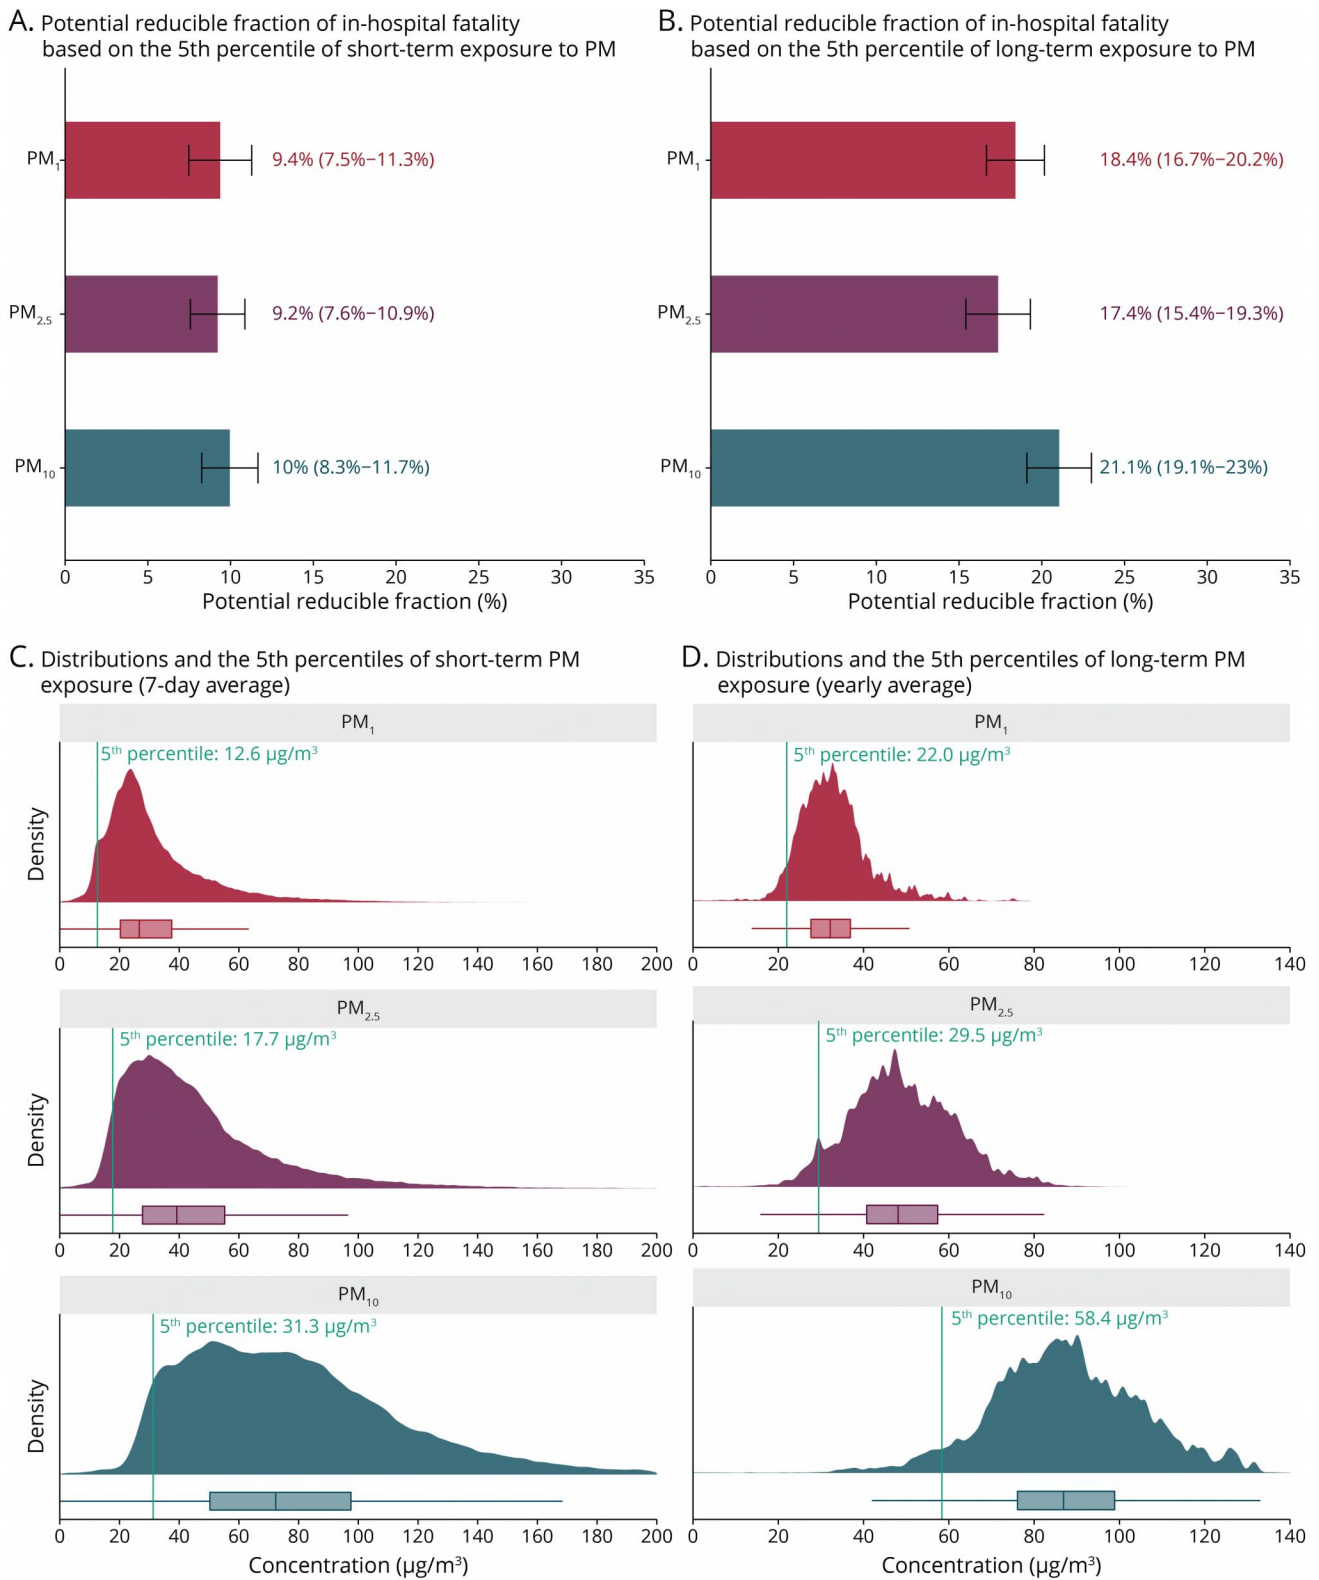 A. Potential reducible fraction of in-hospital fatality
based on the 5th percentile of short-term exposure to PM
PM1
9.4% (7.5%−11.3%)
PM2.5
9.2% (7.6%−10.9%)
PM10
10% (8.3%−11.7%)
0 5 10 15 20 25 30 35
Potential reducible fraction (%)
B. Potential reducible fraction of in-hospital fatality
based on the 5th percentile of long-term exposure to PM
PM1
18.4% (16.7%−20.2%)
PM2.5
17.4% (15.4%−19.3%)
PM10
21.1% (19.1%−23%)
0 5 10 15 20 25 30 35
Potential reducible fraction (%)
C. Distributions and the 5th percentiles of short-term PM
exposure (7-day average)
PM1
5th percentile: 12.6 µg/m³
Density
0 20 40 60 80 100 120 140 160 180 200
PM2.5
5th percentile: 17.7 µg/m³
Density
0 20 40 60 80 100 120 140 160 180 200
PM10
5th percentile: 31.3 µg/m³
Density
0 20 40 60 80 100 120 140 160 180 200
Concentration (µg/m³)
D. Distributions and the 5th percentiles of long-term PM
exposure (yearly average)
PM1
5th percentile: 22.0 µg/m³
0 20 40 60 80 100 120 140
PM2.5
5th percentile: 29.5 µg/m³
0 20 40 60 80 100 120 140
PM10
5th percentile: 58.4 µg/m³
0 20 40 60 80 100 120 140
Concentration (µg/m³)